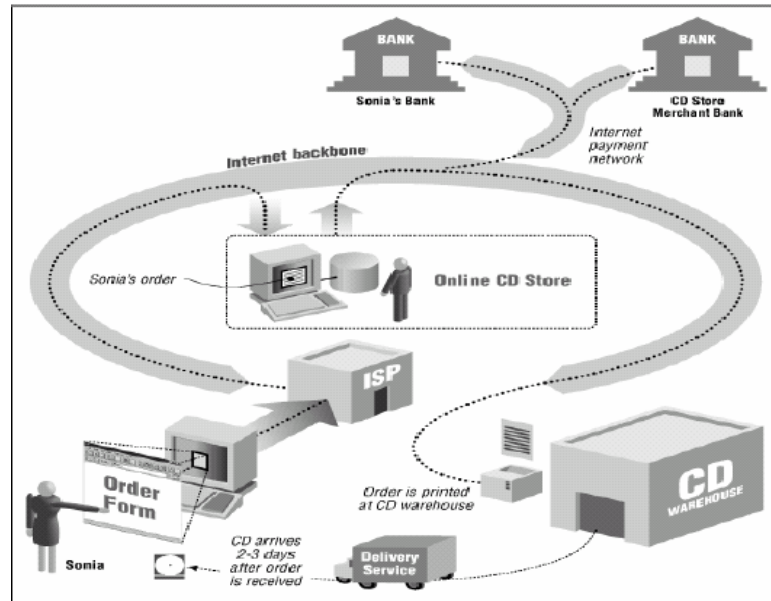 BANK
Sonia's Bank
BANK
CD Store
Merchant Bank
Internet
payment
network
Internet backbone
Sonia's order
Online CD Store
ISP
Order
Form
Sonia
Order is printed
at CD warehouse
CD
WAREHOUSE
CD arrives
2-3 days
after order
is received
Delivery
Service